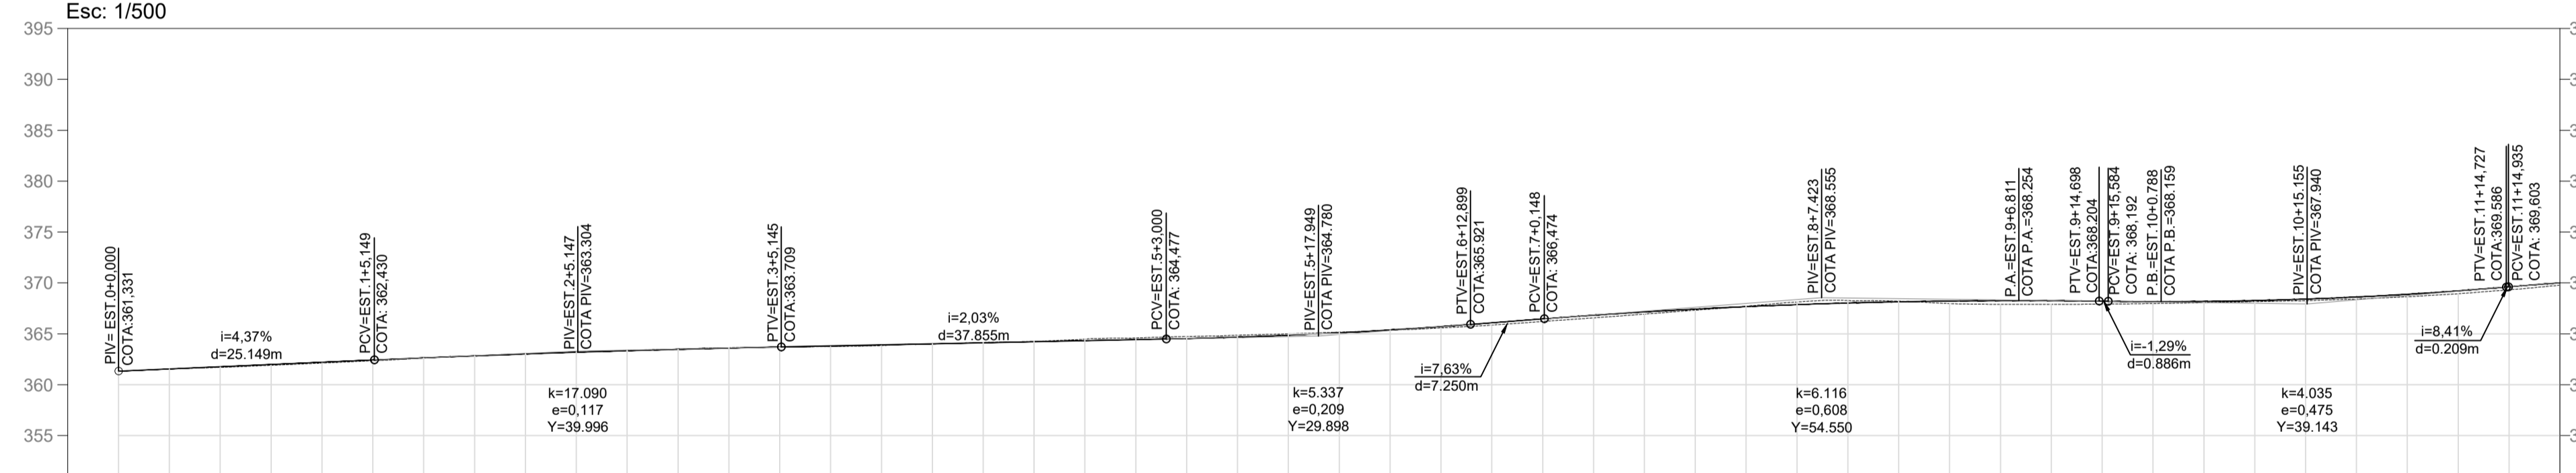 Esc: 1/500
395
390
385
380
375
370
365
360
355
PIV= EST.0+0,000
COTA:361,331
i=4,37%
d=25.149m
PCV=EST.1+5,149
COTA: 362,430
PIV=EST.2+5.147
COTA PIV=363.304
k=17.090
e=0,117
Y=39.996
PTV=EST.3+5,145
COTA:363.709
i=2,03%
d=37.855m
PCV=EST.5+3,000
COTA: 364,477
PIV=EST.5+17.949
COTA PIV=364.780
k=5.337
e=0,209
Y=29.898
PTV=EST.6+12,899
COTA:365.921
i=7,63%
d=7.250m
PCV=EST.7+0,148
COTA: 366,474
PIV=EST.8+7.423
COTA PIV=368.555
k=6.116
e=0,608
Y=54.550
P.A.=EST.9+6.811
COTA P.A.=368.254
PTV=EST.9+14,698
COTA:368.204
PCV=EST.9+15,584
COTA: 368,192
i=-1,29%
d=0.886m
P.B.=EST.10+0.788
COTA P.B=368.159
PIV=EST.10+15.155
COTA PIV=367.940
k=4.035
e=0,475
Y=39.143
i=8,41%
d=0.209m
PTV=EST.11+14,727
COTA:369.586
PCV=EST.11+14,935
COTA: 369,603